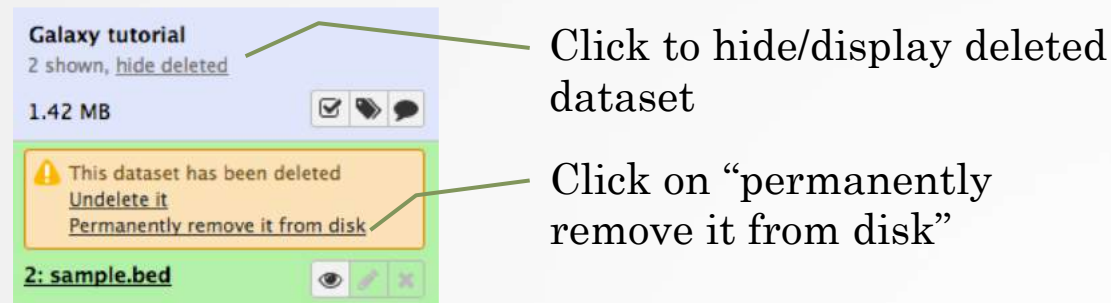 Galaxy tutorial
2 shown, hide deleted
1.42 MB
This dataset has been deleted
Undelete it
Permanently remove it from disk
2: sample.bed
Click to hide/display deleted
dataset
Click on “permanently
remove it from disk”